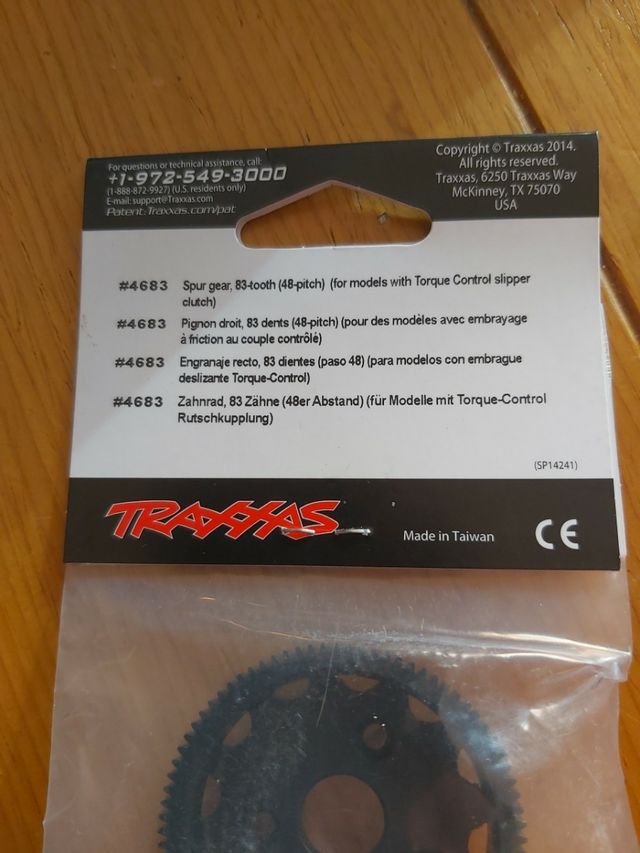 For questions or technical assistance, call:
+1-972-549-3000
(1-888-872-9927) (U.S. residents only)
E-mail: support@Traxxas.com
Patent: Traxxas.com/pat
Copyright © Traxxas 2014.
All rights reserved.
Traxxas, 6250 Traxxas Way
McKinney, TX 75070
USA
#4683 Spur gear, 83-tooth (48-pitch) (for models with Torque Control slipper
clutch)
#4683 Pignon droit, 83 dents (48-pitch) (pour des modèles avec embrayage
à friction au couple contrôlé)
#4683 Engranaje recto, 83 dientes (paso 48) (para modelos con embrague
deslizante Torque-Control)
#4683 Zahnrad, 83 Zähne (48er Abstand) (für Modelle mit Torque-Control
Rutschkupplung)
(SP14241)
TRAXXAS
Made in Taiwan
CE